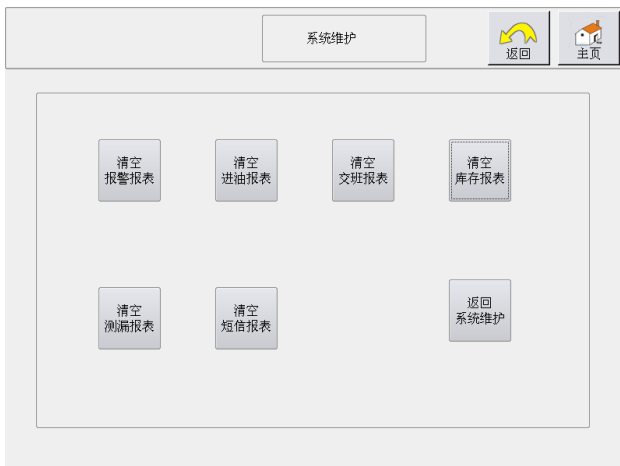 系统维护
返回
主页
清空
报警报表
清空
进油报表
清空
交班报表
清空
库存报表
清空
测漏报表
清空
短信报表
返回
系统维护